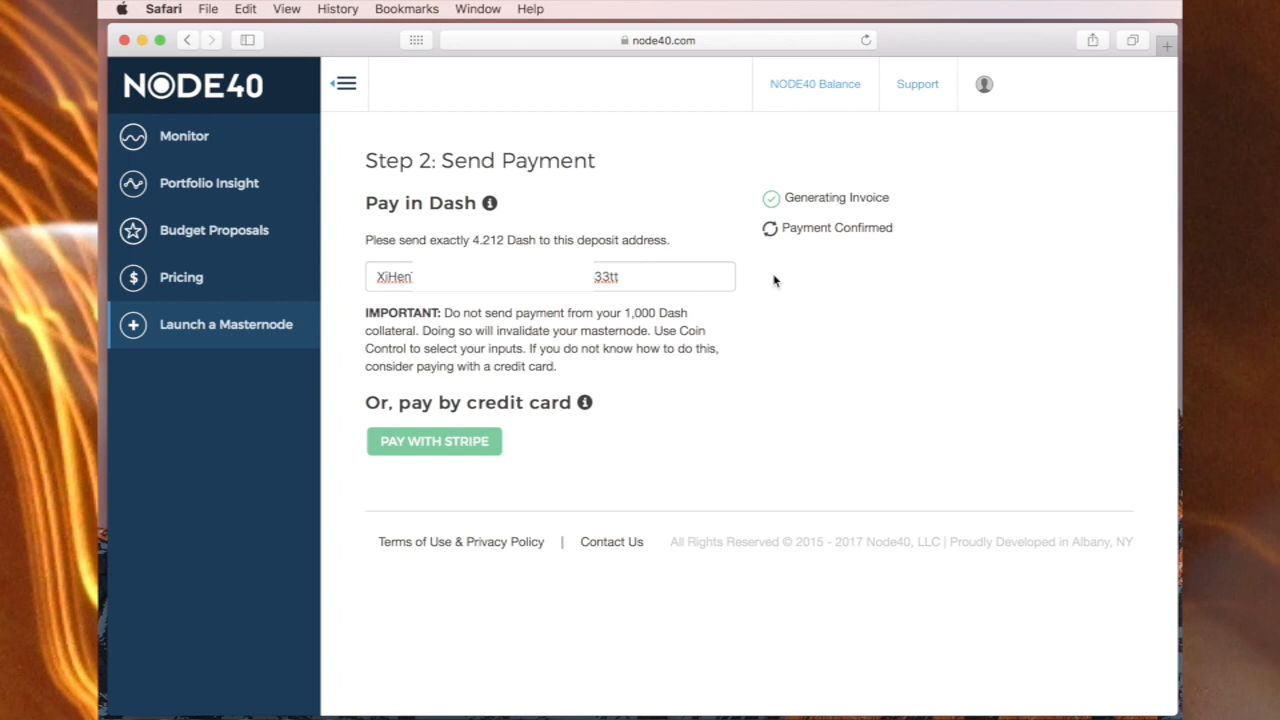 Safari File Edit View History Bookmarks Window Help
node40.com
NODE40
NODE40 Balance
Support
Monitor
Portfolio Insight
Budget Proposals
Pricing
Launch a Masternode
Step 2: Send Payment
Pay in Dash
Plese send exactly 4.212 Dash to this deposit address.
XiHen 33tt
IMPORTANT: Do not send payment from your 1,000 Dash
collateral. Doing so will invalidate your masternode. Use Coin
Control to select your inputs. If you do not know how to do this,
consider paying with a credit card.
Or, pay by credit card
PAY WITH STRIPE
Generating Invoice
Payment Confirmed
Terms of Use & Privacy Policy | Contact Us All Rights Reserved © 2015 - 2017 Node40, LLC | Proudly Developed in Albany, NY